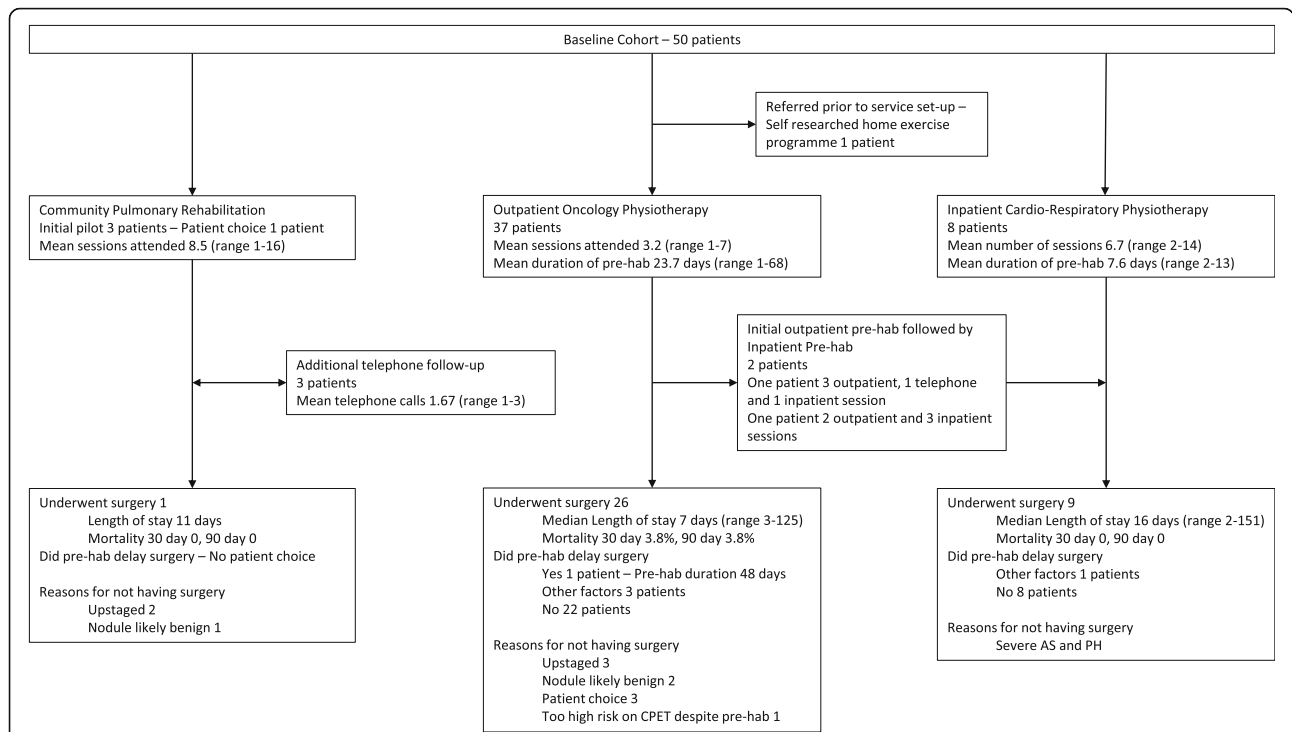 Baseline Cohort – 50 patients
Referred prior to service set-up –
Self researched home exercise
programme 1 patient
Community Pulmonary Rehabilitation
Initial pilot 3 patients – Patient choice 1 patient
Mean sessions attended 8.5 (range 1-16)
Outpatient Oncology Physiotherapy
37 patients
Mean sessions attended 3.2 (range 1-7)
Mean duration of pre-hab 23.7 days (range 1-68)
Inpatient Cardio-Respiratory Physiotherapy
8 patients
Mean number of sessions 6.7 (range 2-14)
Mean duration of pre-hab 7.6 days (range 2-13)
Additional telephone follow-up
3 patients
Mean telephone calls 1.67 (range 1-3)
Initial outpatient pre-hab followed by
Inpatient Pre-hab
2 patients
One patient 3 outpatient, 1 telephone
and 1 inpatient session
One patient 2 outpatient and 3 inpatient
sessions
Underwent surgery 1
Length of stay 11 days
Mortality 30 day 0, 90 day 0
Did pre-hab delay surgery – No patient choice
Reasons for not having surgery
Upstaged 2
Nodule likely benign 1
Underwent surgery 26
Median Length of stay 7 days (range 3-125)
Mortality 30 day 3.8%, 90 day 3.8%
Did pre-hab delay surgery
Yes 1 patient – Pre-hab duration 48 days
Other factors 3 patients
No 22 patients
Reasons for not having surgery
Upstaged 3
Nodule likely benign 2
Patient choice 3
Too high risk on CPET despite pre-hab 1
Underwent surgery 9
Median Length of stay 16 days (range 2-151)
Mortality 30 day 0, 90 day 0
Did pre-hab delay surgery
Other factors 1 patients
No 8 patients
Reasons for not having surgery
Severe AS and PH